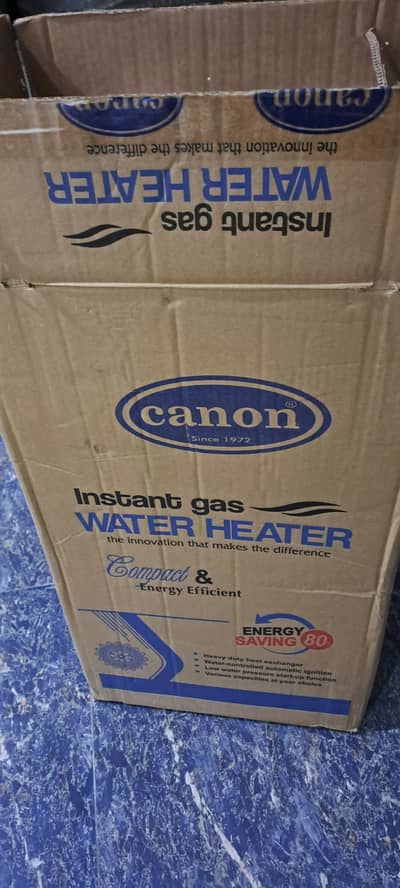 canon
canon
the innovation that makes the difference
WATER HEATER
Instant gas
canon®
Since 1972
Instant gas
WATER HEATER
the innovation that makes the difference
Compact &
Energy Efficient
ENERGY
SAVING 80
Heavy duty heat exchanger
Water-controlled automatic ignition
Low water pressure startup function
Various capacities at your choice